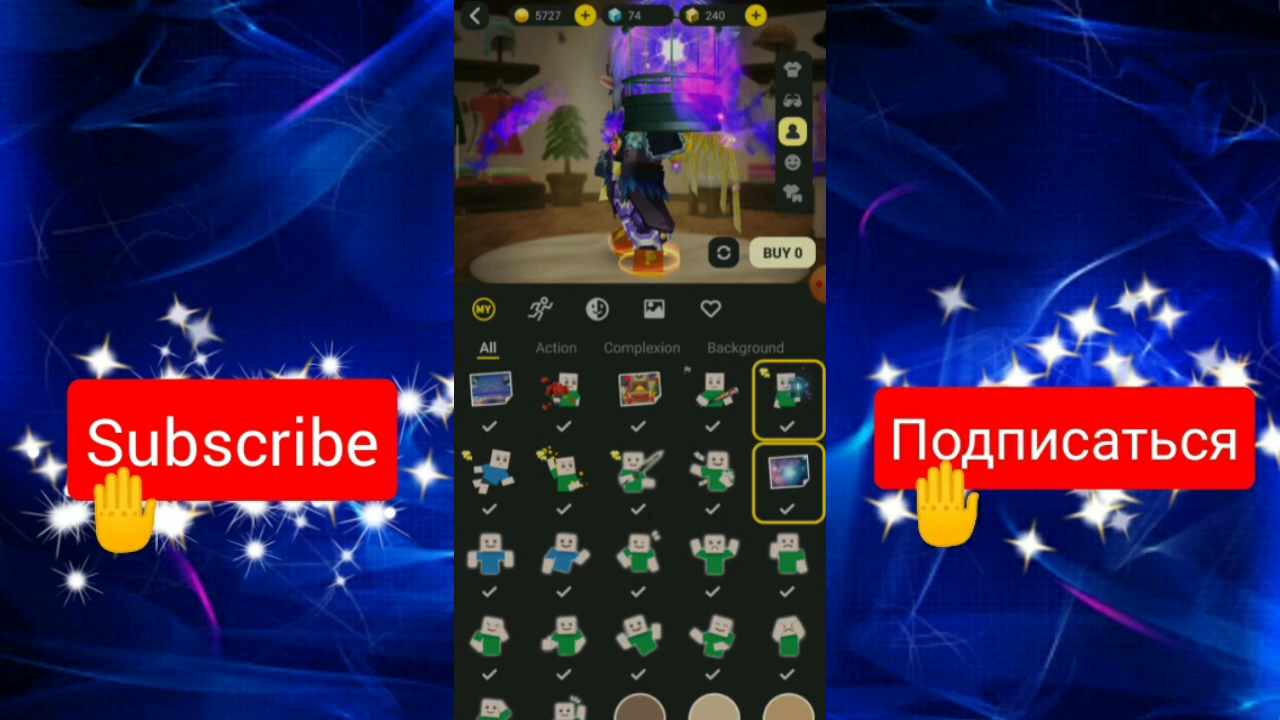 5727
74
240
BUY 0
MY
All
Action
Complexion
Background
Subscribe
Подписаться